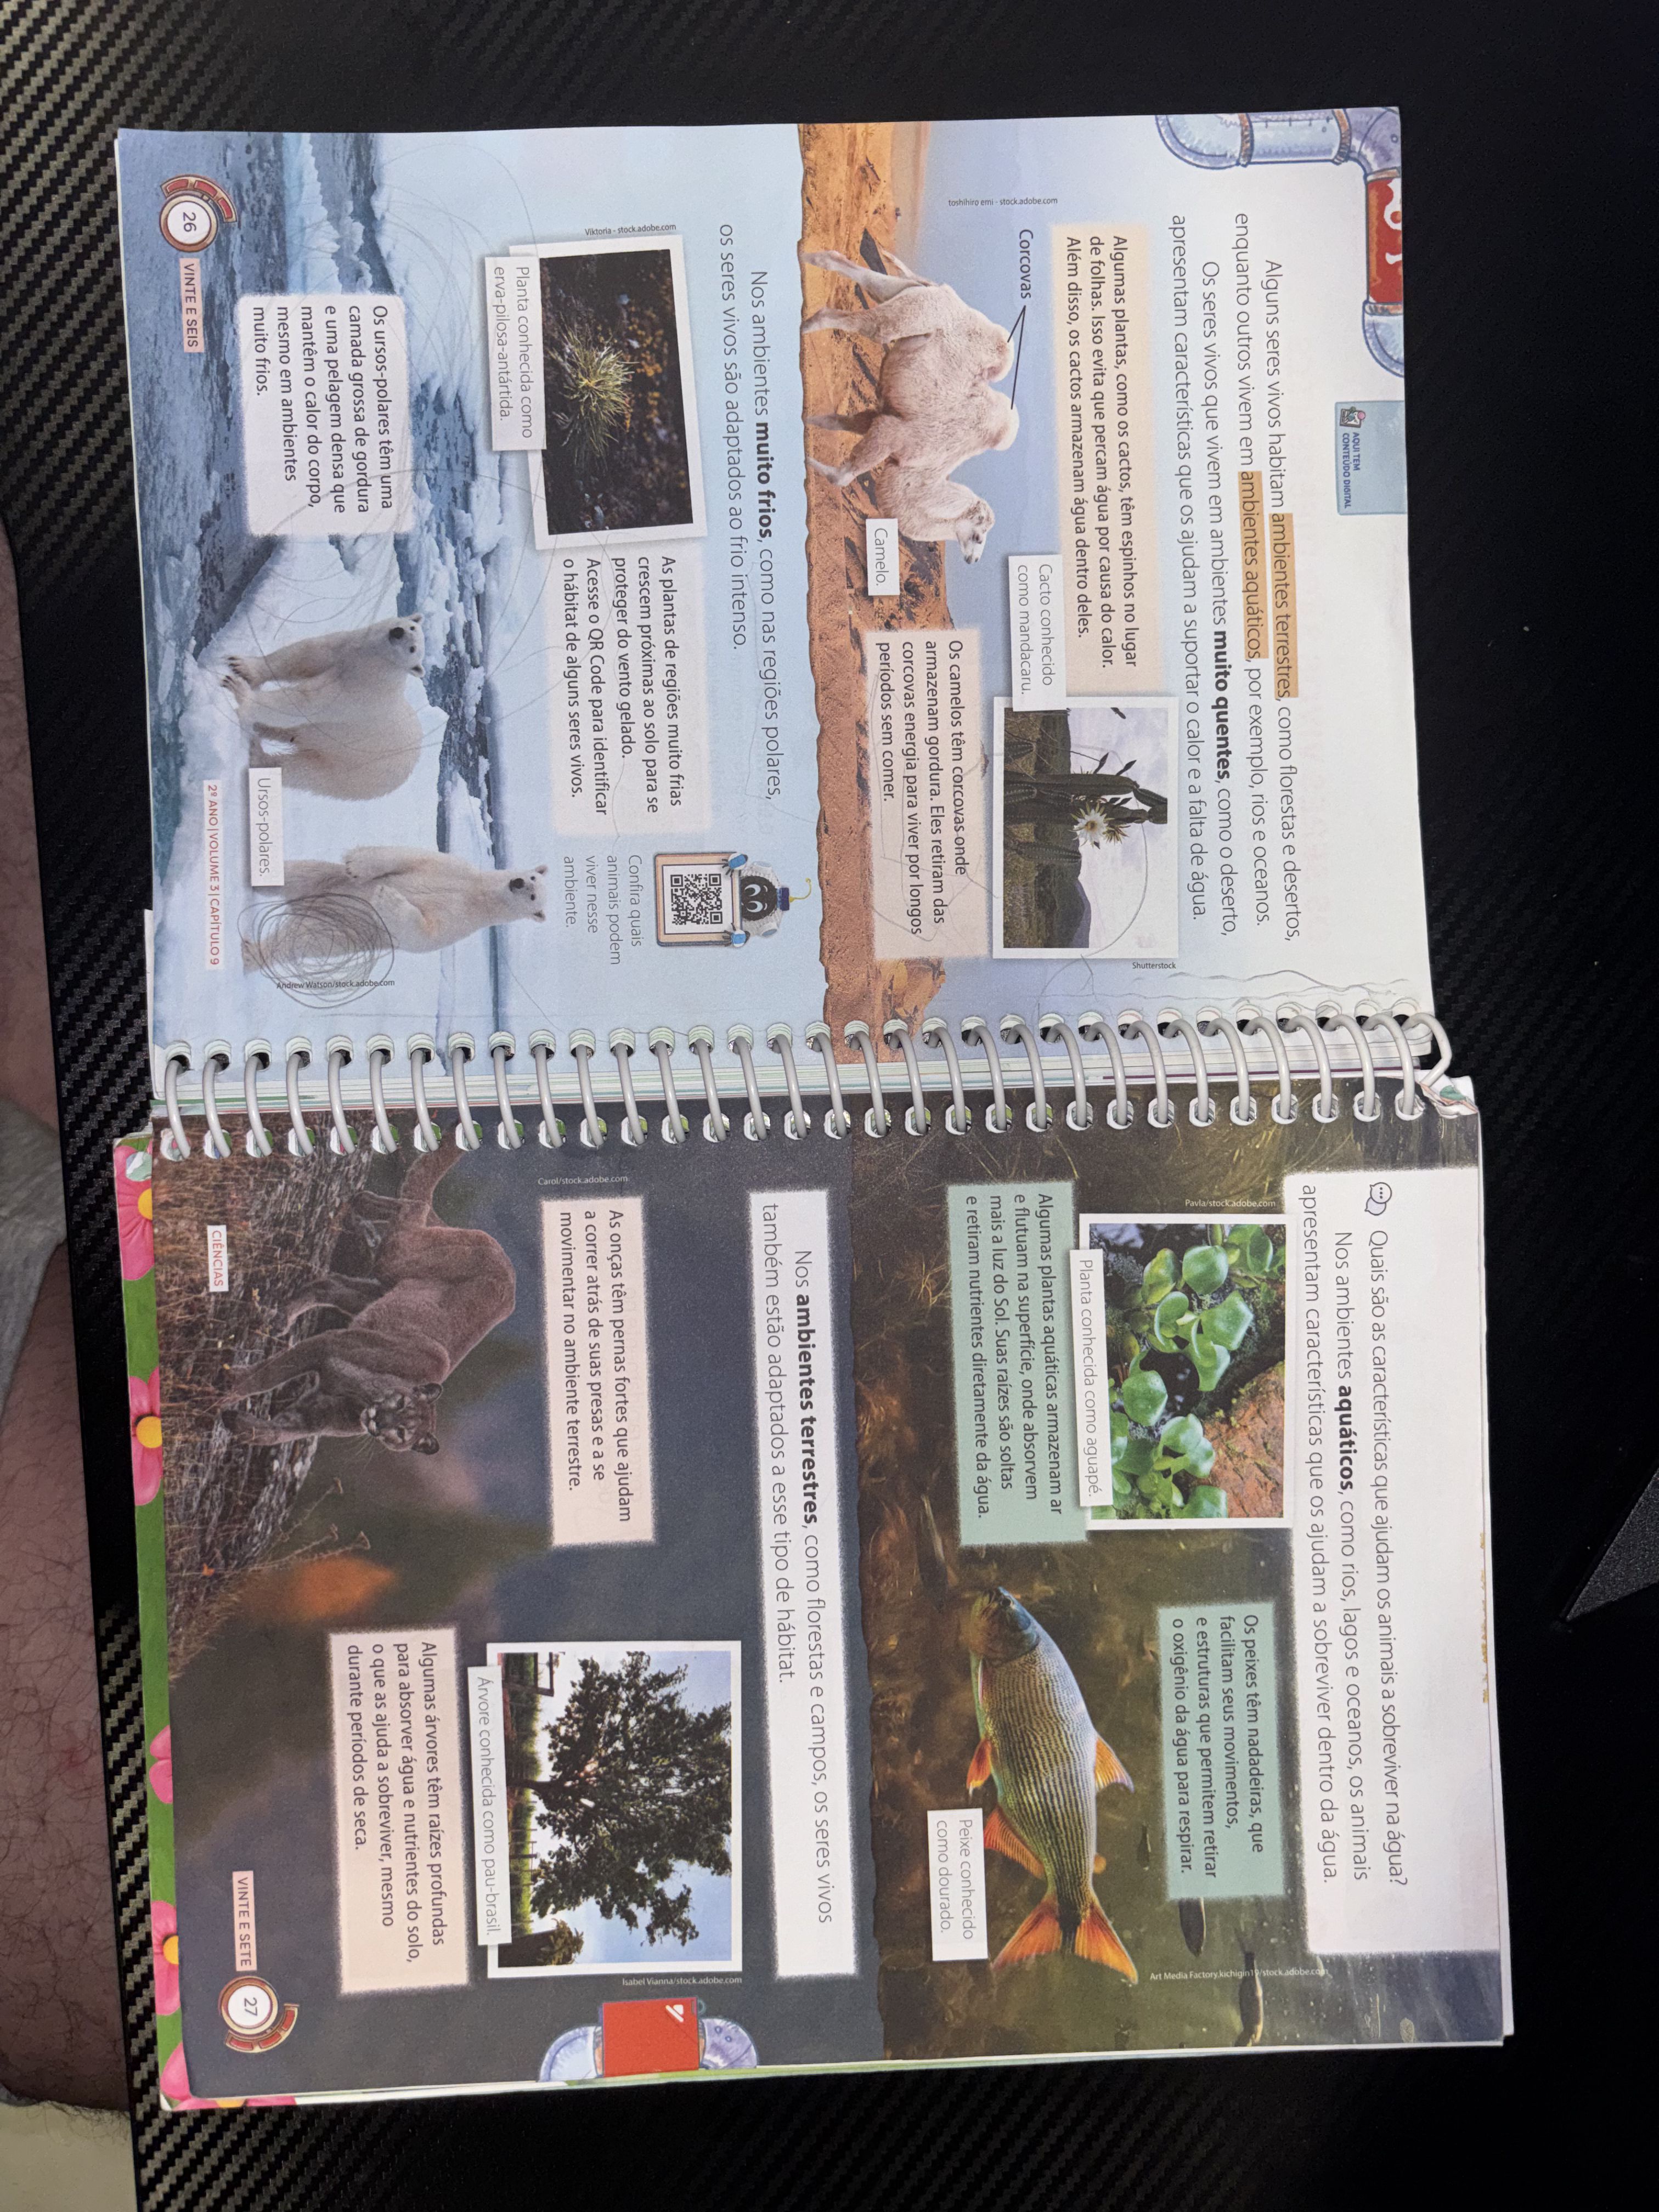 AQUI TEM
CONTEÚDO DIGITAL
Alguns seres vivos habitam ambientes terrestres, como florestas e desertos,
enquanto outros vivem em ambientes aquáticos, por exemplo, rios e oceanos.
Os seres vivos que vivem em ambientes muito quentes, como o deserto,
apresentam características que os ajudam a suportar o calor e a falta de água.
Algumas plantas, como os cactos, têm espinhos no lugar
de folhas. Isso evita que percam água por causa do calor.
Além disso, os cactos armazenam água dentro deles.
Shutterstock
Cacto conhecido
como mandacaru.
toshihiro emi - stock.adobe.com
Corcovas
Camelo.
Os camelos têm corcovas onde
armazenam gordura. Eles retiram das
corcovas energia para viver por longos
períodos sem comer.
Nos ambientes muito frios, como nas regiões polares,
os seres vivos são adaptados ao frio intenso.
Viktoria - stock.adobe.com
Planta conhecida como
erva-pilosa-antártida.
As plantas de regiões muito frias
crescem próximas ao solo para se
proteger do vento gelado.
Acesse o QR Code para identificar
o hábitat de alguns seres vivos.
Confira quais
animais podem
viver nesse
ambiente.
Os ursos-polares têm uma
camada grossa de gordura
e uma pelagem densa que
mantêm o calor do corpo,
mesmo em ambientes
muito frios.
Ursos-polares.
Andrew Watson/stock.adobe.com
26
VINTE E SEIS
2º ANO | VOLUME 3 | CAPÍTULO 9
Quais são as características que ajudam os animais a sobreviver na água?
Nos ambientes aquáticos, como rios, lagos e oceanos, os animais
apresentam características que os ajudam a sobreviver dentro da água.
Pavla/stock.adobe.com
Planta conhecida como aguapé.
Algumas plantas aquáticas armazenam ar
e flutuam na superfície, onde absorvem
mais a luz do Sol. Suas raízes são soltas
e retiram nutrientes diretamente da água.
Os peixes têm nadadeiras, que
facilitam seus movimentos,
e estruturas que permitem retirar
o oxigênio da água para respirar.
Peixe conhecido
como dourado.
Art Media Factory,kichigin19/stock.adobe.com
Nos ambientes terrestres, como florestas e campos, os seres vivos
também estão adaptados a esse tipo de hábitat.
Carol/stock.adobe.com
As onças têm pernas fortes que ajudam
a correr atrás de suas presas e a se
movimentar no ambiente terrestre.
Isabel Vianna/stock.adobe.com
Árvore conhecida como pau-brasil.
Algumas árvores têm raízes profundas
para absorver água e nutrientes do solo,
o que as ajuda a sobreviver, mesmo
durante períodos de seca.
CIÊNCIAS
VINTE E SETE
27